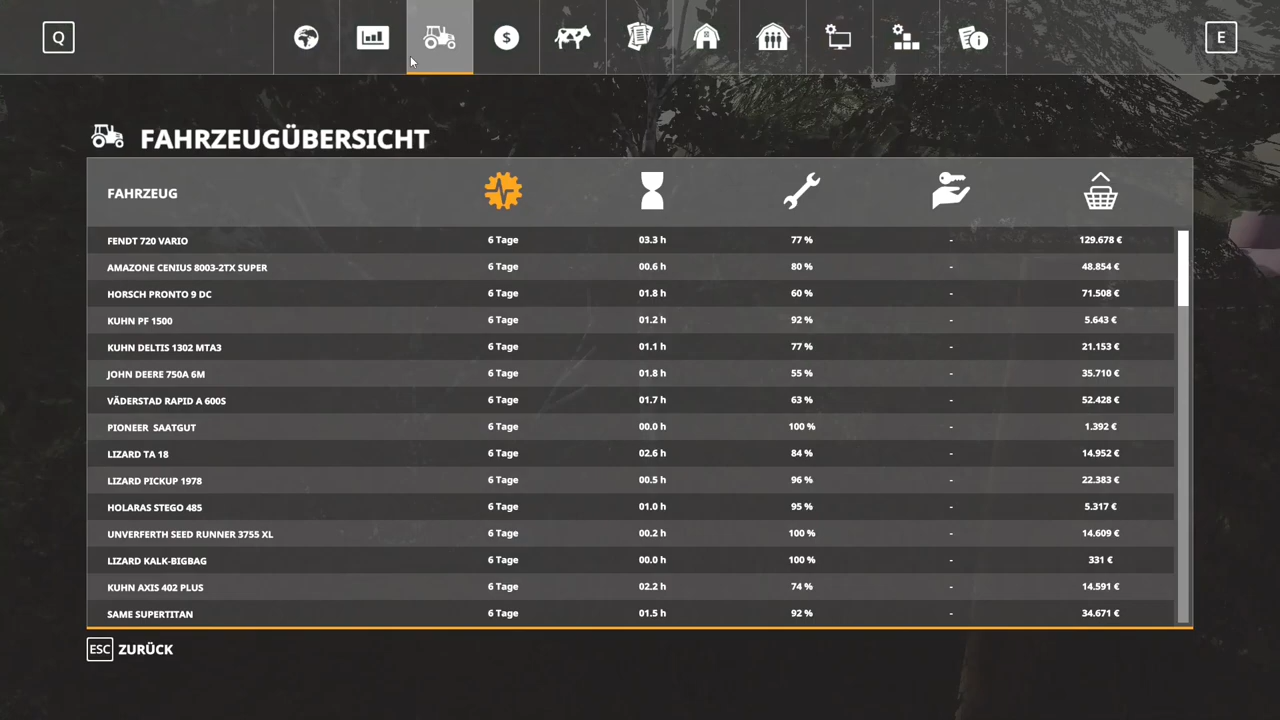 Q
$
E
FAHRZEUGÜBERSICHT
FAHRZEUG
FENDT 720 VARIO 6 Tage 03.3 h 77 % - 129.678 €
AMAZONE CENIUS 8003-2TX SUPER 6 Tage 00.6 h 80 % - 48.854 €
HORSCH PRONTO 9 DC 6 Tage 01.8 h 60 % - 71.508 €
KUHN PF 1500 6 Tage 01.2 h 92 % - 5.643 €
KUHN DELTIS 1302 MTA3 6 Tage 01.1 h 77 % - 21.153 €
JOHN DEERE 750A 6M 6 Tage 01.8 h 55 % - 35.710 €
VÄDERSTAD RAPID A 600S 6 Tage 01.7 h 63 % - 52.428 €
PIONEER SAATGUT 6 Tage 00.0 h 100 % - 1.392 €
LIZARD TA 18 6 Tage 02.6 h 84 % - 14.952 €
LIZARD PICKUP 1978 6 Tage 00.5 h 96 % - 22.383 €
HOLARAS STEGO 485 6 Tage 01.0 h 95 % - 5.317 €
UNVERFERTH SEED RUNNER 3755 XL 6 Tage 00.2 h 100 % - 14.609 €
LIZARD KALK-BIGBAG 6 Tage 00.0 h 100 % - 331 €
KUHN AXIS 402 PLUS 6 Tage 02.2 h 74 % - 14.591 €
SAME SUPERTITAN 6 Tage 01.5 h 92 % - 34.671 €
ESC ZURÜCK